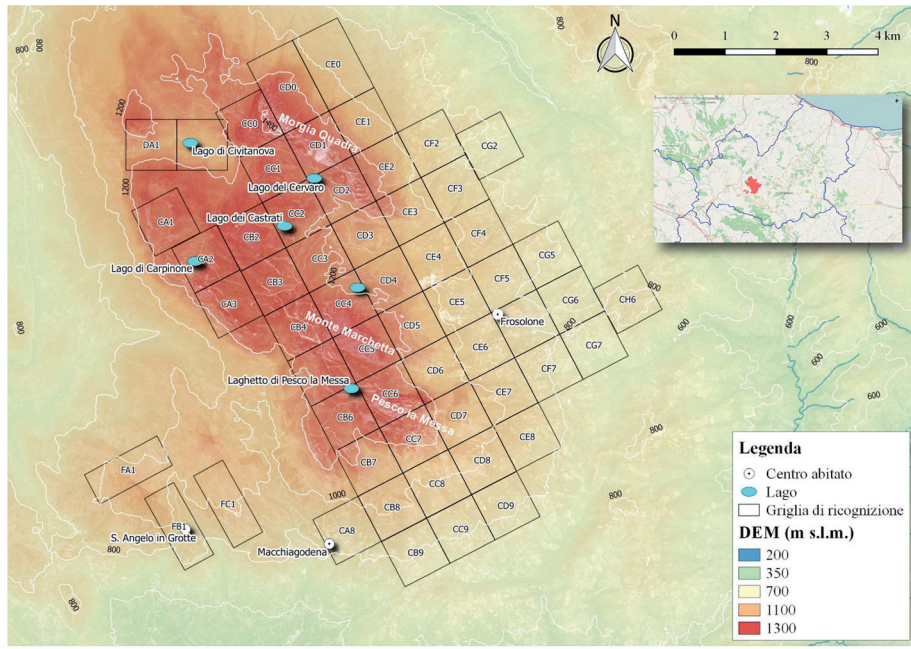 N
0 1 2 3 4 km
800
800
800
CE0
CD0
1200
CC0
1400
Morgia Quadra
CE1
DA1
Lago di Civitanova
CD1
CF2
CG2
CC1
CE2
1200
Lago del Cervaro
CD2
CF3
CA1
Lago dei Castrati
CC2
CE3
CB2
CD3
CF4
CA2
Lago di Carpinone
CC3
CE4
CG5
1200
CB3
CD4
CF5
CA3
CC4
CE5
CG6
CH6
800
CB4
Monte Marchetta
CD5
Frosolone
800
600
600
600
800
CC5
CE6
CG7
Laghetto di Pesco la Messa
CD6
CF7
600
CC6
CE7
Pesco la Messa
CB6
CD7
800
CC7
CE8
CB7
CD8
FA1
CC8
1000
800
FC1
CB8
CD9
FB1
S. Angelo in Grotte
CA8
CC9
800
Macchiagodena
CB9
800
Legenda
Centro abitato
Lago
Griglia di ricognizione
DEM (m s.l.m.)
200
350
700
1100
1300